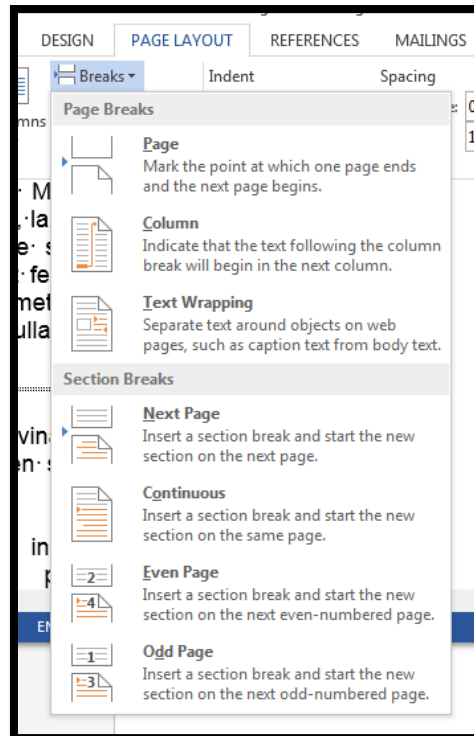 DESIGN PAGE LAYOUT REFERENCES MAILINGS
Breaks Indent Spacing
Page Breaks
Page
Mark the point at which one page ends
and the next page begins.
Column
Indicate that the text following the column
break will begin in the next column.
Text Wrapping
Separate text around objects on web
pages, such as caption text from body text.
Section Breaks
Next Page
Insert a section break and start the new
section on the next page.
Continuous
Insert a section break and start the new
section on the same page.
2
4
Even Page
Insert a section break and start the new
section on the next even-numbered page.
1
3
Odd Page
Insert a section break and start the new
section on the next odd-numbered page.